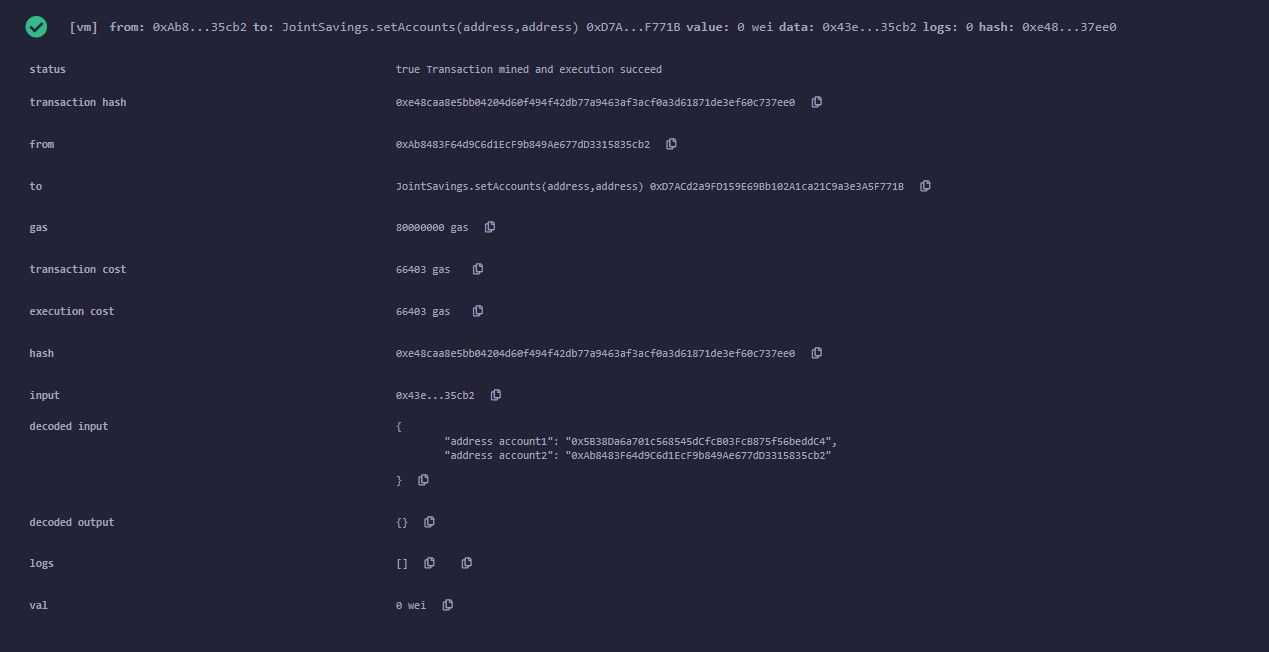 [vm] from: 0xAb8...35cb2 to: JointSavings.setAccounts(address,address) 0xD7A...F771B value: 0 wei data: 0x43e...35cb2 logs: 0 hash: 0xe48...37ee0
status true Transaction mined and execution succeed
transaction hash 0xe48caa8e5bb04204d60f494f42db77a9463af3acf0a3d61871de3ef60c737ee0
from 0xAb8483F64d9C6d1EcF9b849Ae677dD3315835cb2
to JointSavings.setAccounts(address,address) 0xD7ACd2a9FD159E69Bb102A1ca21C9a3e3A5F771B
gas 80000000 gas
transaction cost 66403 gas
execution cost 66403 gas
hash 0xe48caa8e5bb04204d60f494f42db77a9463af3acf0a3d61871de3ef60c737ee0
input 0x43e...35cb2
decoded input {
"address account1": "0x5B38Da6a701c568545dCfcB03FcB875f56beddC4",
"address account2": "0xAb8483F64d9C6d1EcF9b849Ae677dD3315835cb2"
}
decoded output {}
logs []
val 0 wei